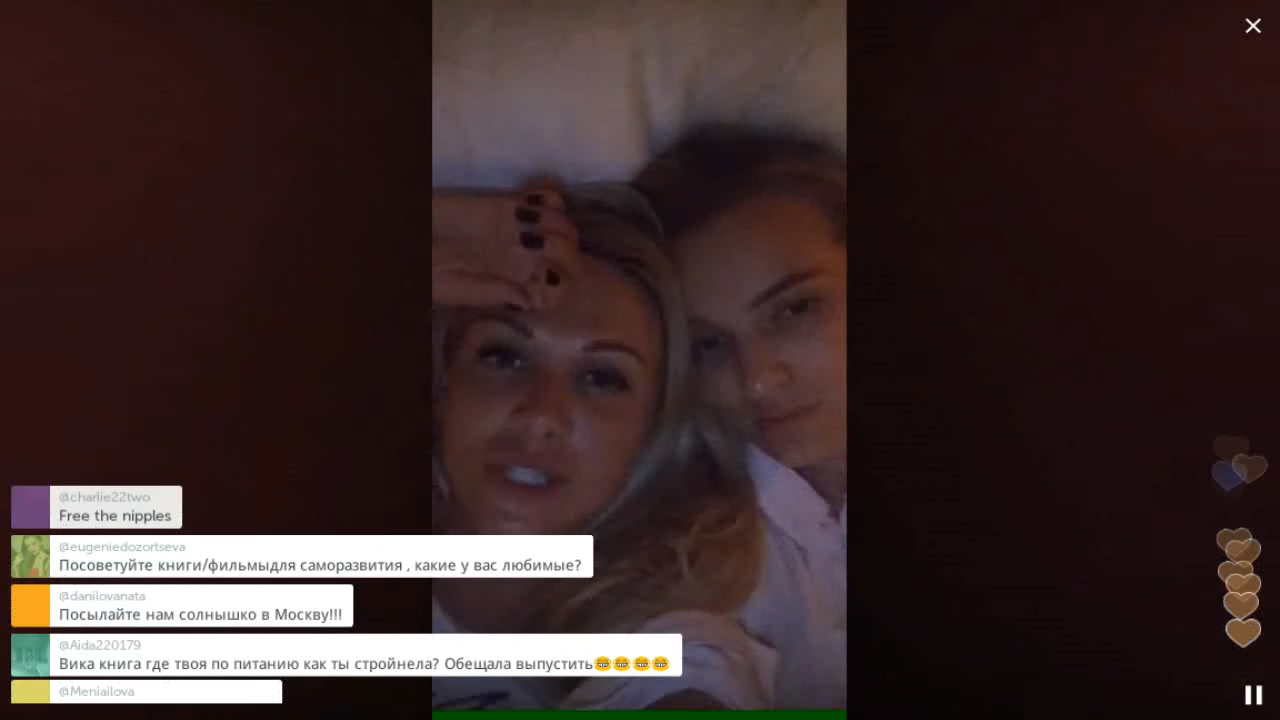 @charlie22two
Free the nipples
@eugeniedozortseva
Посоветуйте книги/фильмыдля саморазвития , какие у вас любимые?
@danilovanata
Посылайте нам солнышко в Москву!!!
@Aida220179
Вика книга где твоя по питанию как ты стройнела? Обещала выпустить😂😂😂😂
@Meniailova